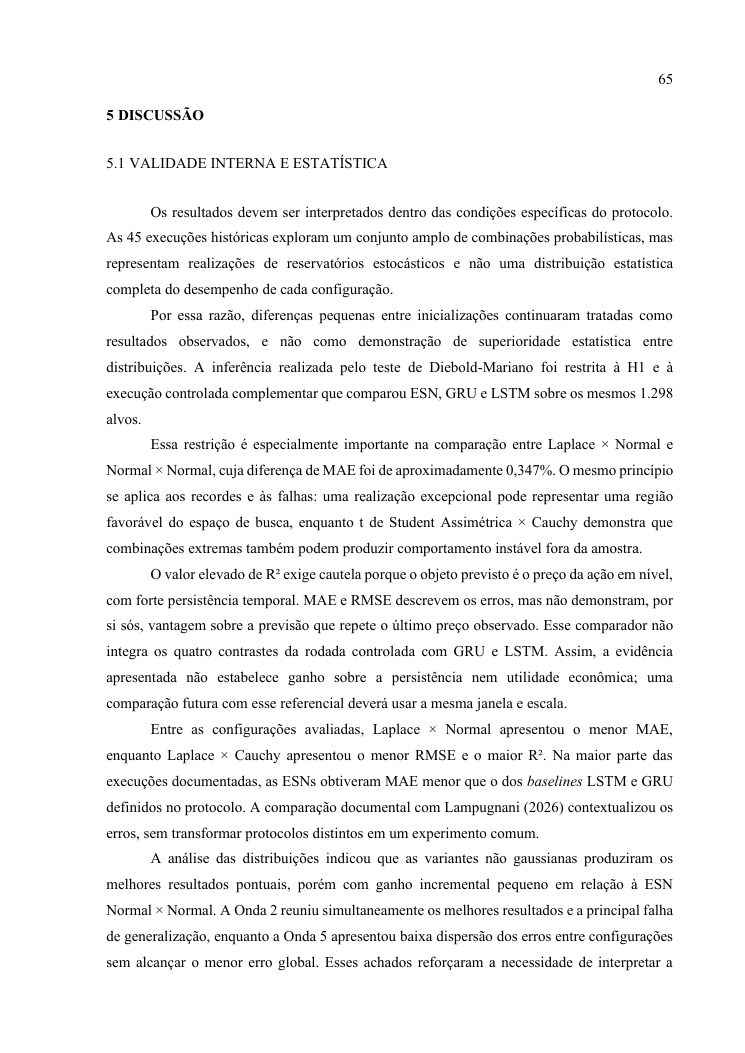 65
5 DISCUSSÃO
5.1 VALIDADE INTERNA E ESTATÍSTICA
Os resultados devem ser interpretados dentro das condições específicas do protocolo.
As 45 execuções históricas exploram um conjunto amplo de combinações probabilísticas, mas
representam realizações de reservatórios estocásticos e não uma distribuição estatística
completa do desempenho de cada configuração.
Por essa razão, diferenças pequenas entre inicializações continuaram tratadas como
resultados observados, e não como demonstração de superioridade estatística entre
distribuições. A inferência realizada pelo teste de Diebold-Mariano foi restrita à H1 e à
execução controlada complementar que comparou ESN, GRU e LSTM sobre os mesmos 1.298
alvos.
Essa restrição é especialmente importante na comparação entre Laplace × Normal e
Normal × Normal, cuja diferença de MAE foi de aproximadamente 0,347%. O mesmo princípio
se aplica aos recordes e às falhas: uma realização excepcional pode representar uma região
favorável do espaço de busca, enquanto t de Student Assimétrica × Cauchy demonstra que
combinações extremas também podem produzir comportamento instável fora da amostra.
O valor elevado de R² exige cautela porque o objeto previsto é o preço da ação em nível,
com forte persistência temporal. MAE e RMSE descrevem os erros, mas não demonstram, por
si sós, vantagem sobre a previsão que repete o último preço observado. Esse comparador não
integra os quatro contrastes da rodada controlada com GRU e LSTM. Assim, a evidência
apresentada não estabelece ganho sobre a persistência nem utilidade econômica; uma
comparação futura com esse referencial deverá usar a mesma janela e escala.
Entre as configurações avaliadas, Laplace × Normal apresentou o menor MAE,
enquanto Laplace × Cauchy apresentou o menor RMSE e o maior R². Na maior parte das
execuções documentadas, as ESNs obtiveram MAE menor que o dos baselines LSTM e GRU
definidos no protocolo. A comparação documental com Lampugnani (2026) contextualizou os
erros, sem transformar protocolos distintos em um experimento comum.
A análise das distribuições indicou que as variantes não gaussianas produziram os
melhores resultados pontuais, porém com ganho incremental pequeno em relação à ESN
Normal × Normal. A Onda 2 reuniu simultaneamente os melhores resultados e a principal falha
de generalização, enquanto a Onda 5 apresentou baixa dispersão dos erros entre configurações
sem alcançar o menor erro global. Esses achados reforçaram a necessidade de interpretar a